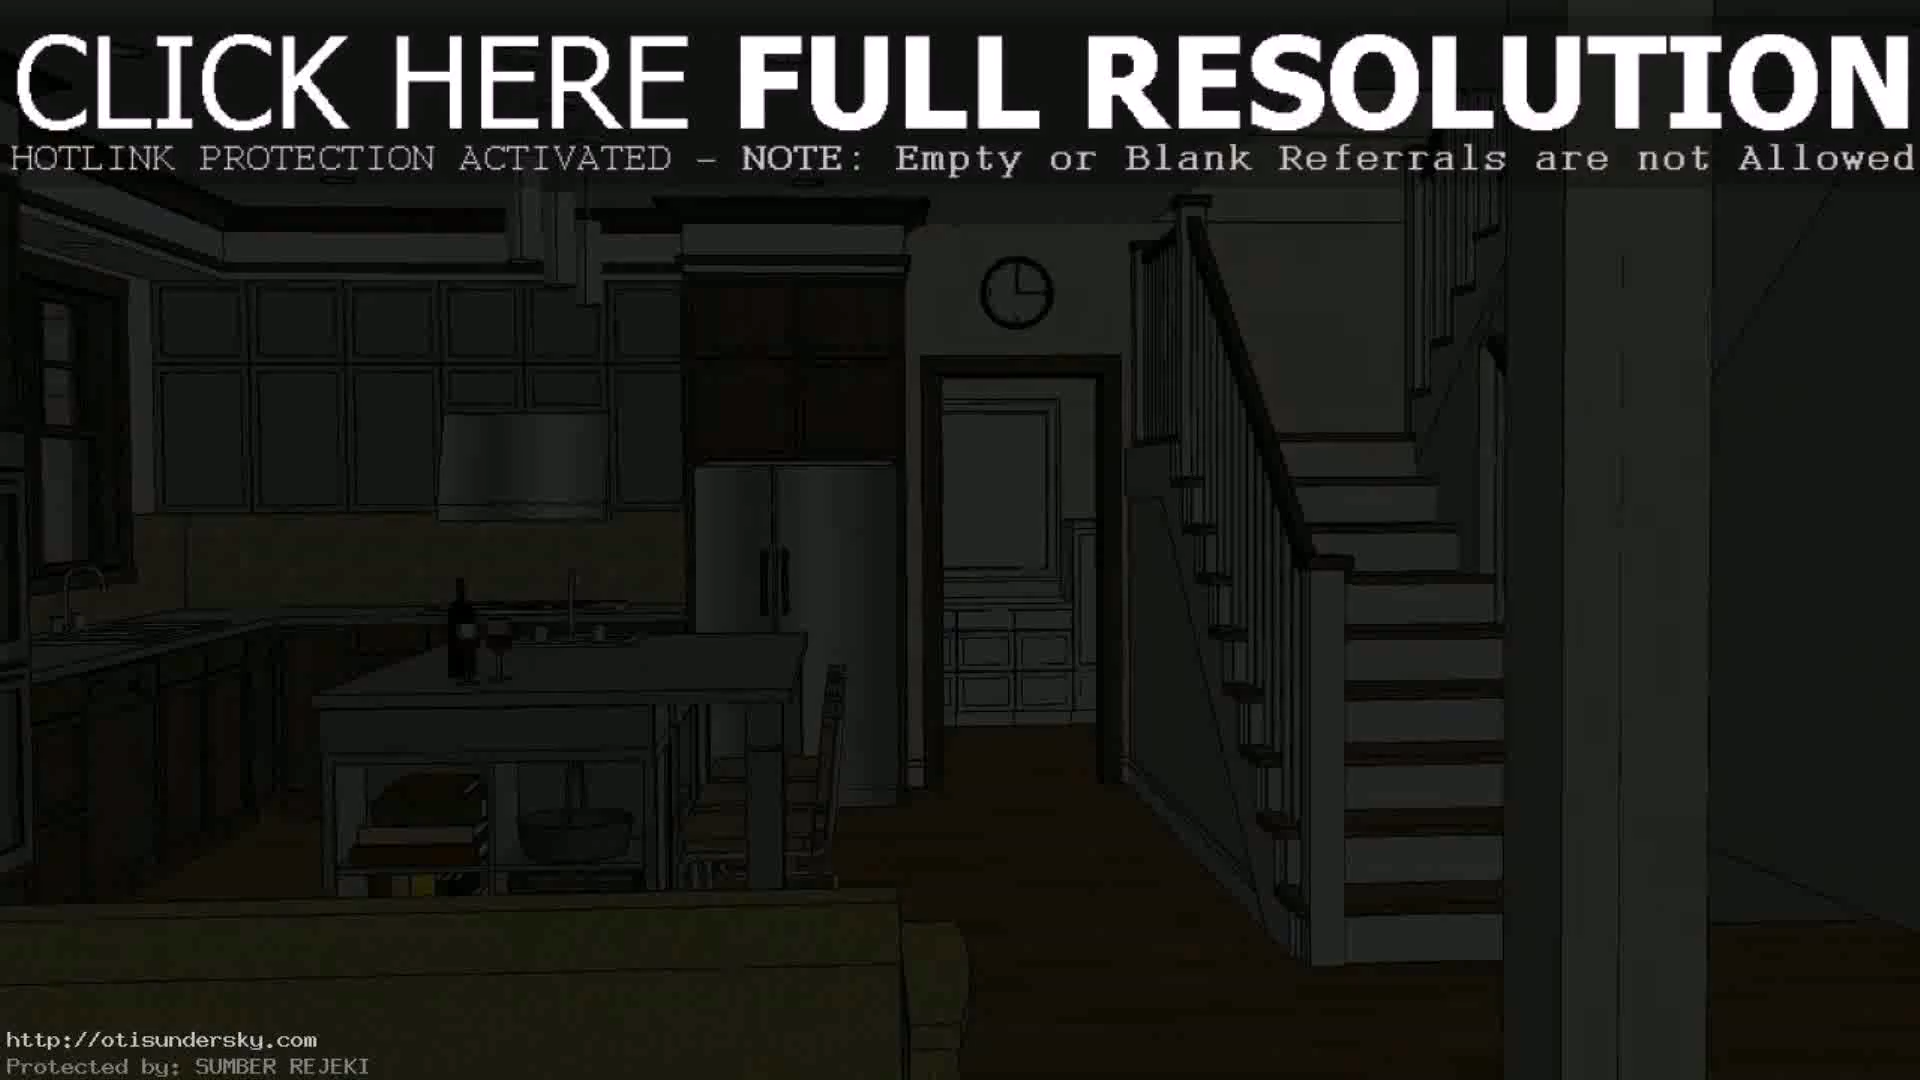 CLICK HERE FULL RESOLUTION
HOTLINK PROTECTION ACTIVATED – NOTE: Empty or Blank Referrals are not Allowed
http://otisundersky.com
Protected by: SUMBER REJEKI